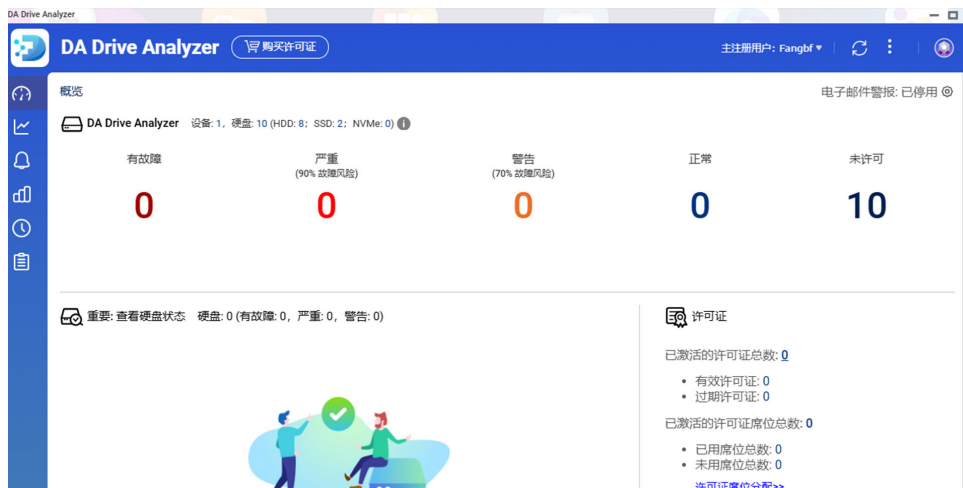 DA Drive Analyzer
DA Drive Analyzer 购买许可证 主注册用户: Fangbf
概览 电子邮件警报: 已停用
DA Drive Analyzer 设备: 1, 硬盘: 10 (HDD: 8; SSD: 2; NVMe: 0)
有故障 严重 警告 正常 未许可
(90% 故障风险) (70% 故障风险)
0 0 0 0 10
重要: 查看硬盘状态 硬盘: 0 (有故障: 0, 严重: 0, 警告: 0)
许可证
已激活的许可证总数: 0
• 有效许可证: 0
• 过期许可证: 0
已激活的许可证席位总数: 0
• 已用席位总数: 0
• 未用席位总数: 0
许可证席位分配>>